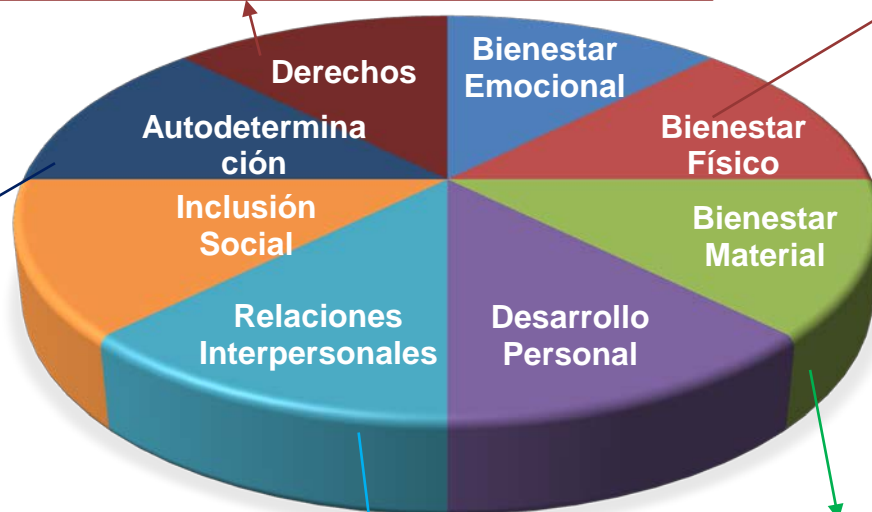 Derechos
Bienestar
Emocional
Autodetermina
ción
Bienestar
Físico
Inclusión
Social
Bienestar
Material
Relaciones
Interpersonales
Desarrollo
Personal